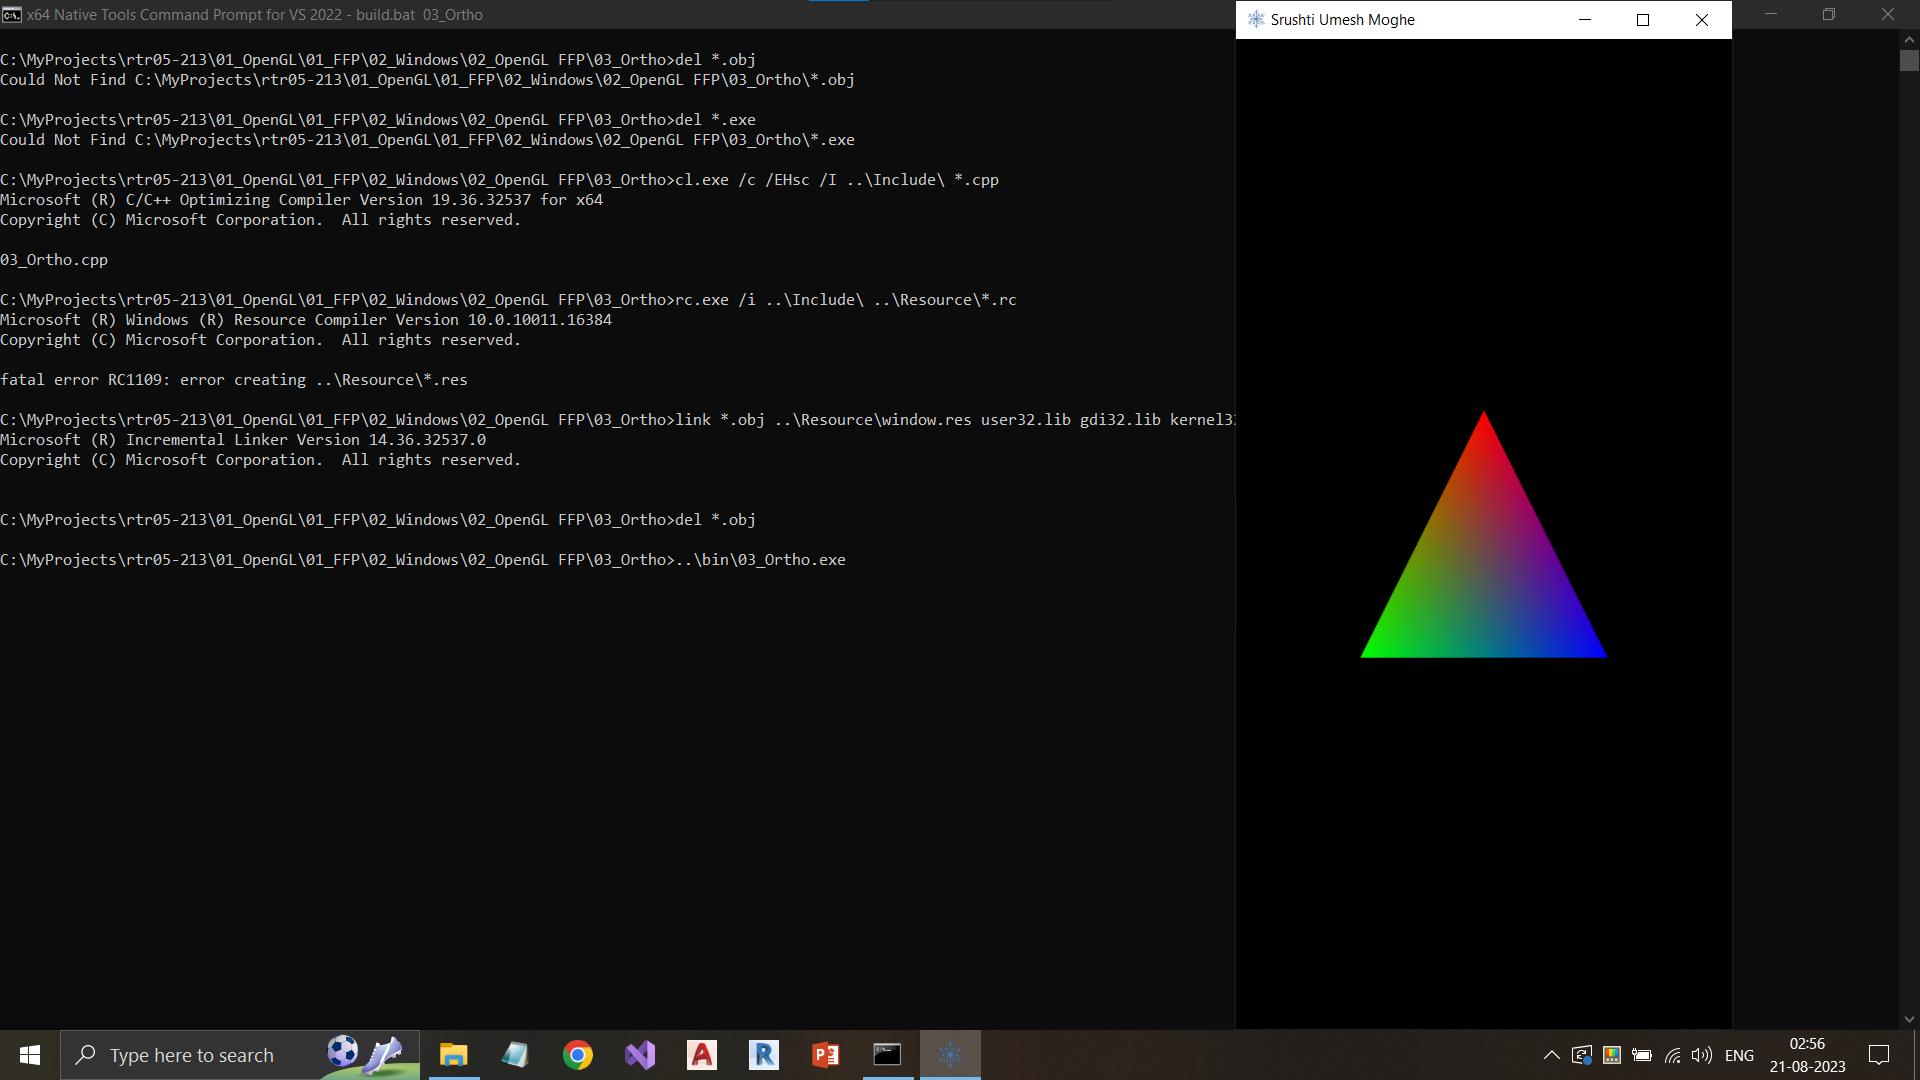 x64 Native Tools Command Prompt for VS 2022 - build.bat  03_Ortho
Srushti Umesh Moghe
C:\MyProjects\rtr05-213\01_OpenGL\01_FFP\02_Windows\02_OpenGL FFP\03_Ortho>del *.obj
Could Not Find C:\MyProjects\rtr05-213\01_OpenGL\01_FFP\02_Windows\02_OpenGL FFP\03_Ortho\*.obj
C:\MyProjects\rtr05-213\01_OpenGL\01_FFP\02_Windows\02_OpenGL FFP\03_Ortho>del *.exe
Could Not Find C:\MyProjects\rtr05-213\01_OpenGL\01_FFP\02_Windows\02_OpenGL FFP\03_Ortho\*.exe
C:\MyProjects\rtr05-213\01_OpenGL\01_FFP\02_Windows\02_OpenGL FFP\03_Ortho>cl.exe /c /EHsc /I ..\Include\ *.cpp
Microsoft (R) C/C++ Optimizing Compiler Version 19.36.32537 for x64
Copyright (C) Microsoft Corporation.  All rights reserved.
03_Ortho.cpp
C:\MyProjects\rtr05-213\01_OpenGL\01_FFP\02_Windows\02_OpenGL FFP\03_Ortho>rc.exe /i ..\Include\ ..\Resource\*.rc
Microsoft (R) Windows (R) Resource Compiler Version 10.0.10011.16384
Copyright (C) Microsoft Corporation.  All rights reserved.
fatal error RC1109: error creating ..\Resource\*.res
C:\MyProjects\rtr05-213\01_OpenGL\01_FFP\02_Windows\02_OpenGL FFP\03_Ortho>link *.obj ..\Resource\window.res user32.lib gdi32.lib kernel32
Microsoft (R) Incremental Linker Version 14.36.32537.0
Copyright (C) Microsoft Corporation.  All rights reserved.
C:\MyProjects\rtr05-213\01_OpenGL\01_FFP\02_Windows\02_OpenGL FFP\03_Ortho>del *.obj
C:\MyProjects\rtr05-213\01_OpenGL\01_FFP\02_Windows\02_OpenGL FFP\03_Ortho>..\bin\03_Ortho.exe
Type here to search
ENG
02:56
21-08-2023